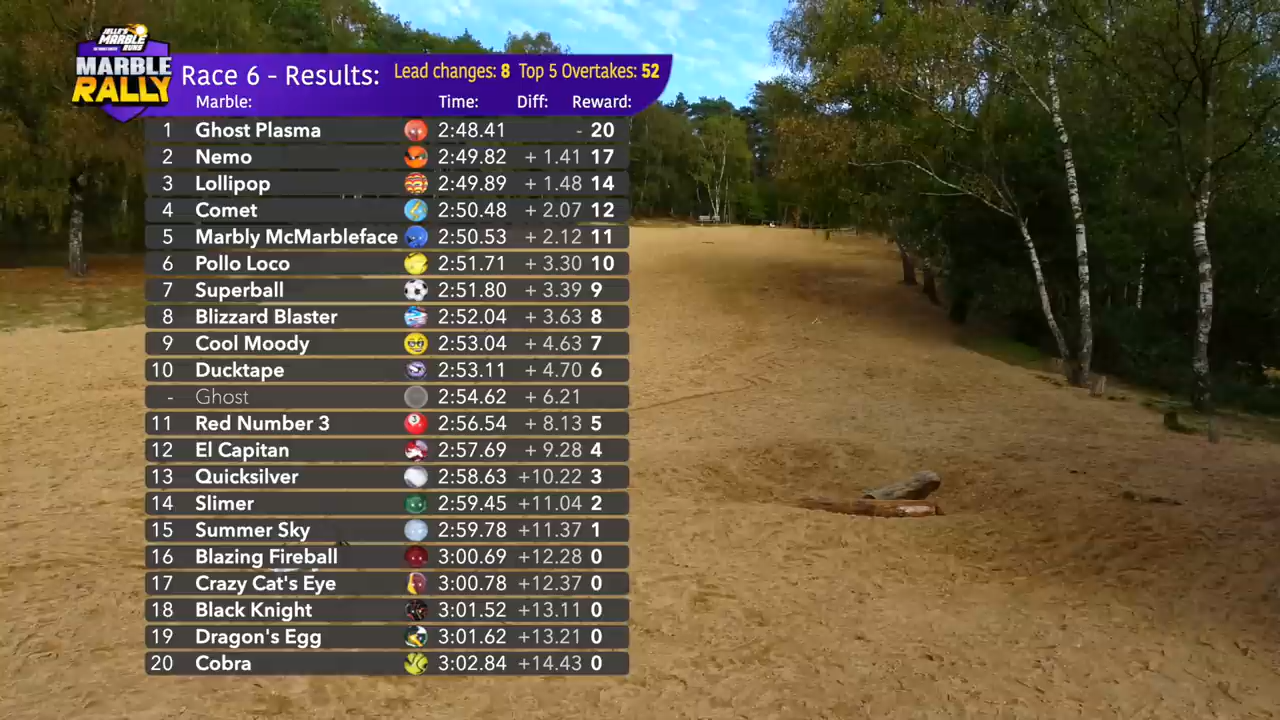 JELLE'S
MARBLE
RUNS
MARBLE
RALLY
Race 6 - Results: Lead changes: 8 Top 5 Overtakes: 52
Marble: Time: Diff: Reward:
1 Ghost Plasma 2:48.41 - 20
2 Nemo 2:49.82 + 1.41 17
3 Lollipop 2:49.89 + 1.48 14
4 Comet 2:50.48 + 2.07 12
5 Marbly McMarbleface 2:50.53 + 2.12 11
6 Pollo Loco 2:51.71 + 3.30 10
7 Superball 2:51.80 + 3.39 9
8 Blizzard Blaster 2:52.04 + 3.63 8
9 Cool Moody 2:53.04 + 4.63 7
10 Ducktape 2:53.11 + 4.70 6
- Ghost 2:54.62 + 6.21
11 Red Number 3 3 2:56.54 + 8.13 5
12 El Capitan 2:57.69 + 9.28 4
13 Quicksilver 2:58.63 +10.22 3
14 Slimer 2:59.45 +11.04 2
15 Summer Sky 2:59.78 +11.37 1
16 Blazing Fireball 3:00.69 +12.28 0
17 Crazy Cat's Eye 3:00.78 +12.37 0
18 Black Knight 3:01.52 +13.11 0
19 Dragon's Egg 3:01.62 +13.21 0
20 Cobra 3:02.84 +14.43 0